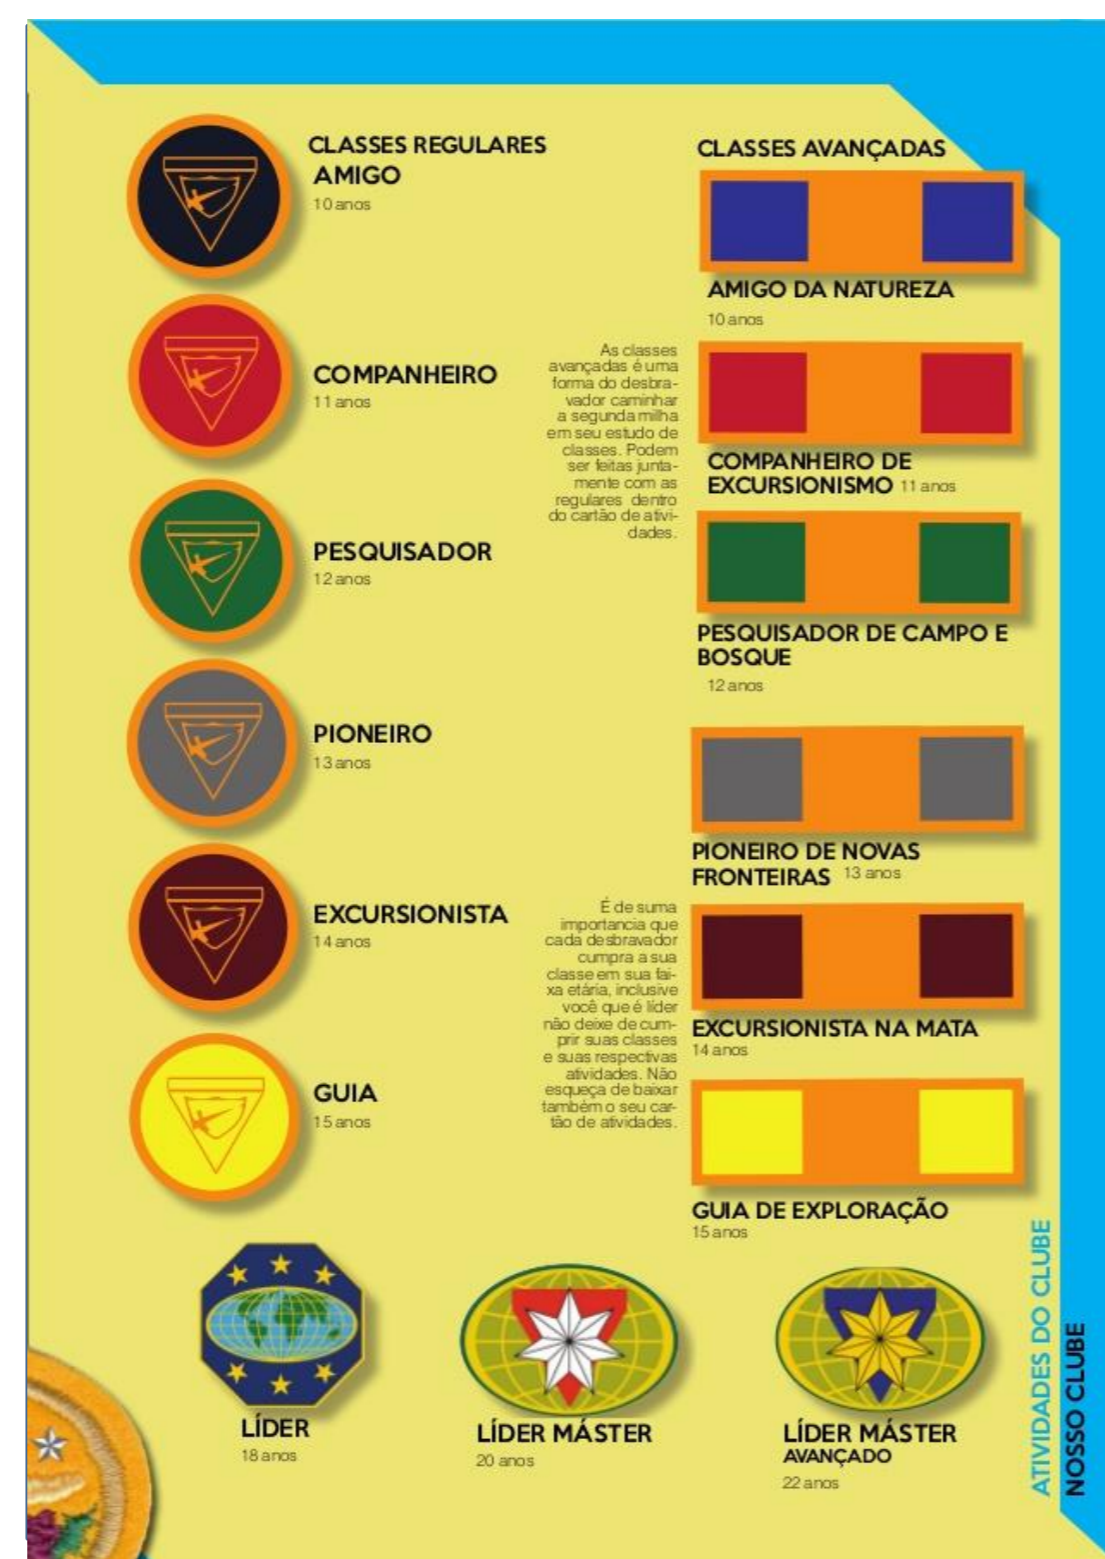 CLASSES REGULARES
AMIGO
10 anos
COMPANHEIRO
11 anos
PESQUISADOR
12 anos
PIONEIRO
13 anos
EXCURSIONISTA
14 anos
GUIA
15 anos
As classes
avançadas é uma
forma do desbra-
vador caminhar
a segunda milha
em seu estudo de
classes. Podem
ser feitas junta-
mente com as
regulares dentro
do cartão de ativi-
dades.
É de suma
importancia que
cada desbravador
cumpra a sua
classe em sua fai-
xa etária, inclusive
você que é líder
não deixe de cum-
prir suas classes
e suas respectivas
atividades. Não
esqueça de baixar
também o seu car-
tão de atividades.
CLASSES AVANÇADAS
AMIGO DA NATUREZA
10 anos
COMPANHEIRO DE
EXCURSIONISMO 11 anos
PESQUISADOR DE CAMPO E
BOSQUE
12 anos
PIONEIRO DE NOVAS
FRONTEIRAS 13 anos
EXCURSIONISTA NA MATA
14 anos
GUIA DE EXPLORAÇÃO
15 anos
LÍDER
18 anos
LÍDER MÁSTER
20 anos
LÍDER MÁSTER
AVANÇADO
22 anos
ATIVIDADES DO CLUBE
NOSSO CLUBE